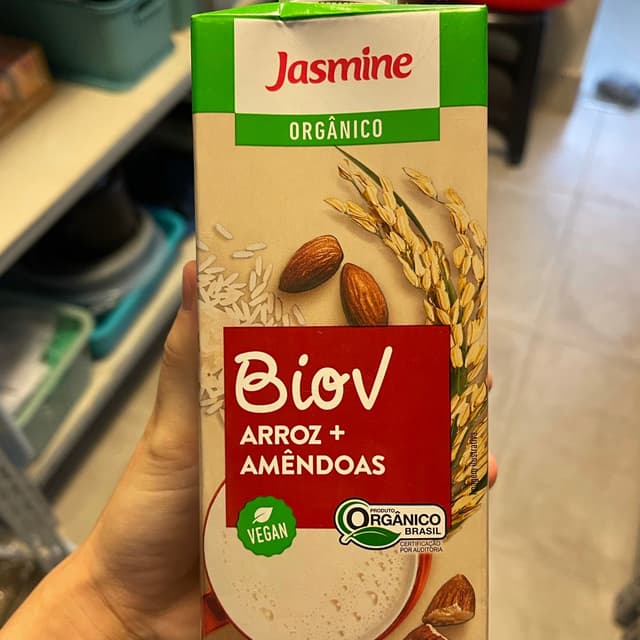 Jasmine
ORGÂNICO
BioV
ARROZ +
AMÊNDOAS
VEGAN
PRODUTO
ORGÂNICO
BRASIL
CERTIFICAÇÃO
POR AUDITORIA